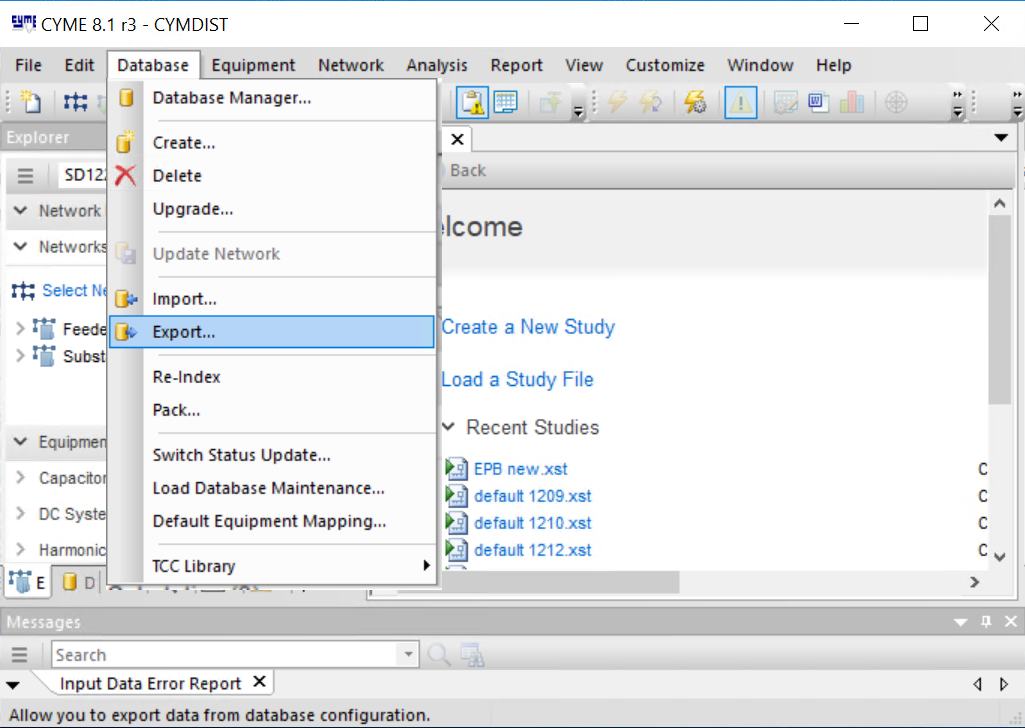 CYME CYME 8.1 r3 - CYMDIST
File Edit Database Equipment Network Analysis Report View Customize Window Help
Explorer
SD122
Network
Networks
Select Ne
Feede
Subst
Equipmen
Capacitor
DC Syste
Harmonic
E D
Database Manager...
Create...
Delete
Upgrade...
Update Network
Import...
Export...
Re-Index
Pack...
Switch Status Update...
Load Database Maintenance...
Default Equipment Mapping...
TCC Library
Back
elcome
Create a New Study
Load a Study File
Recent Studies
EPB new.xst C
default 1209.xst C
default 1210.xst C
default 1212.xst C
Messages
Search
Input Data Error Report
Allow you to export data from database configuration.